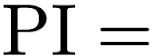 PI =